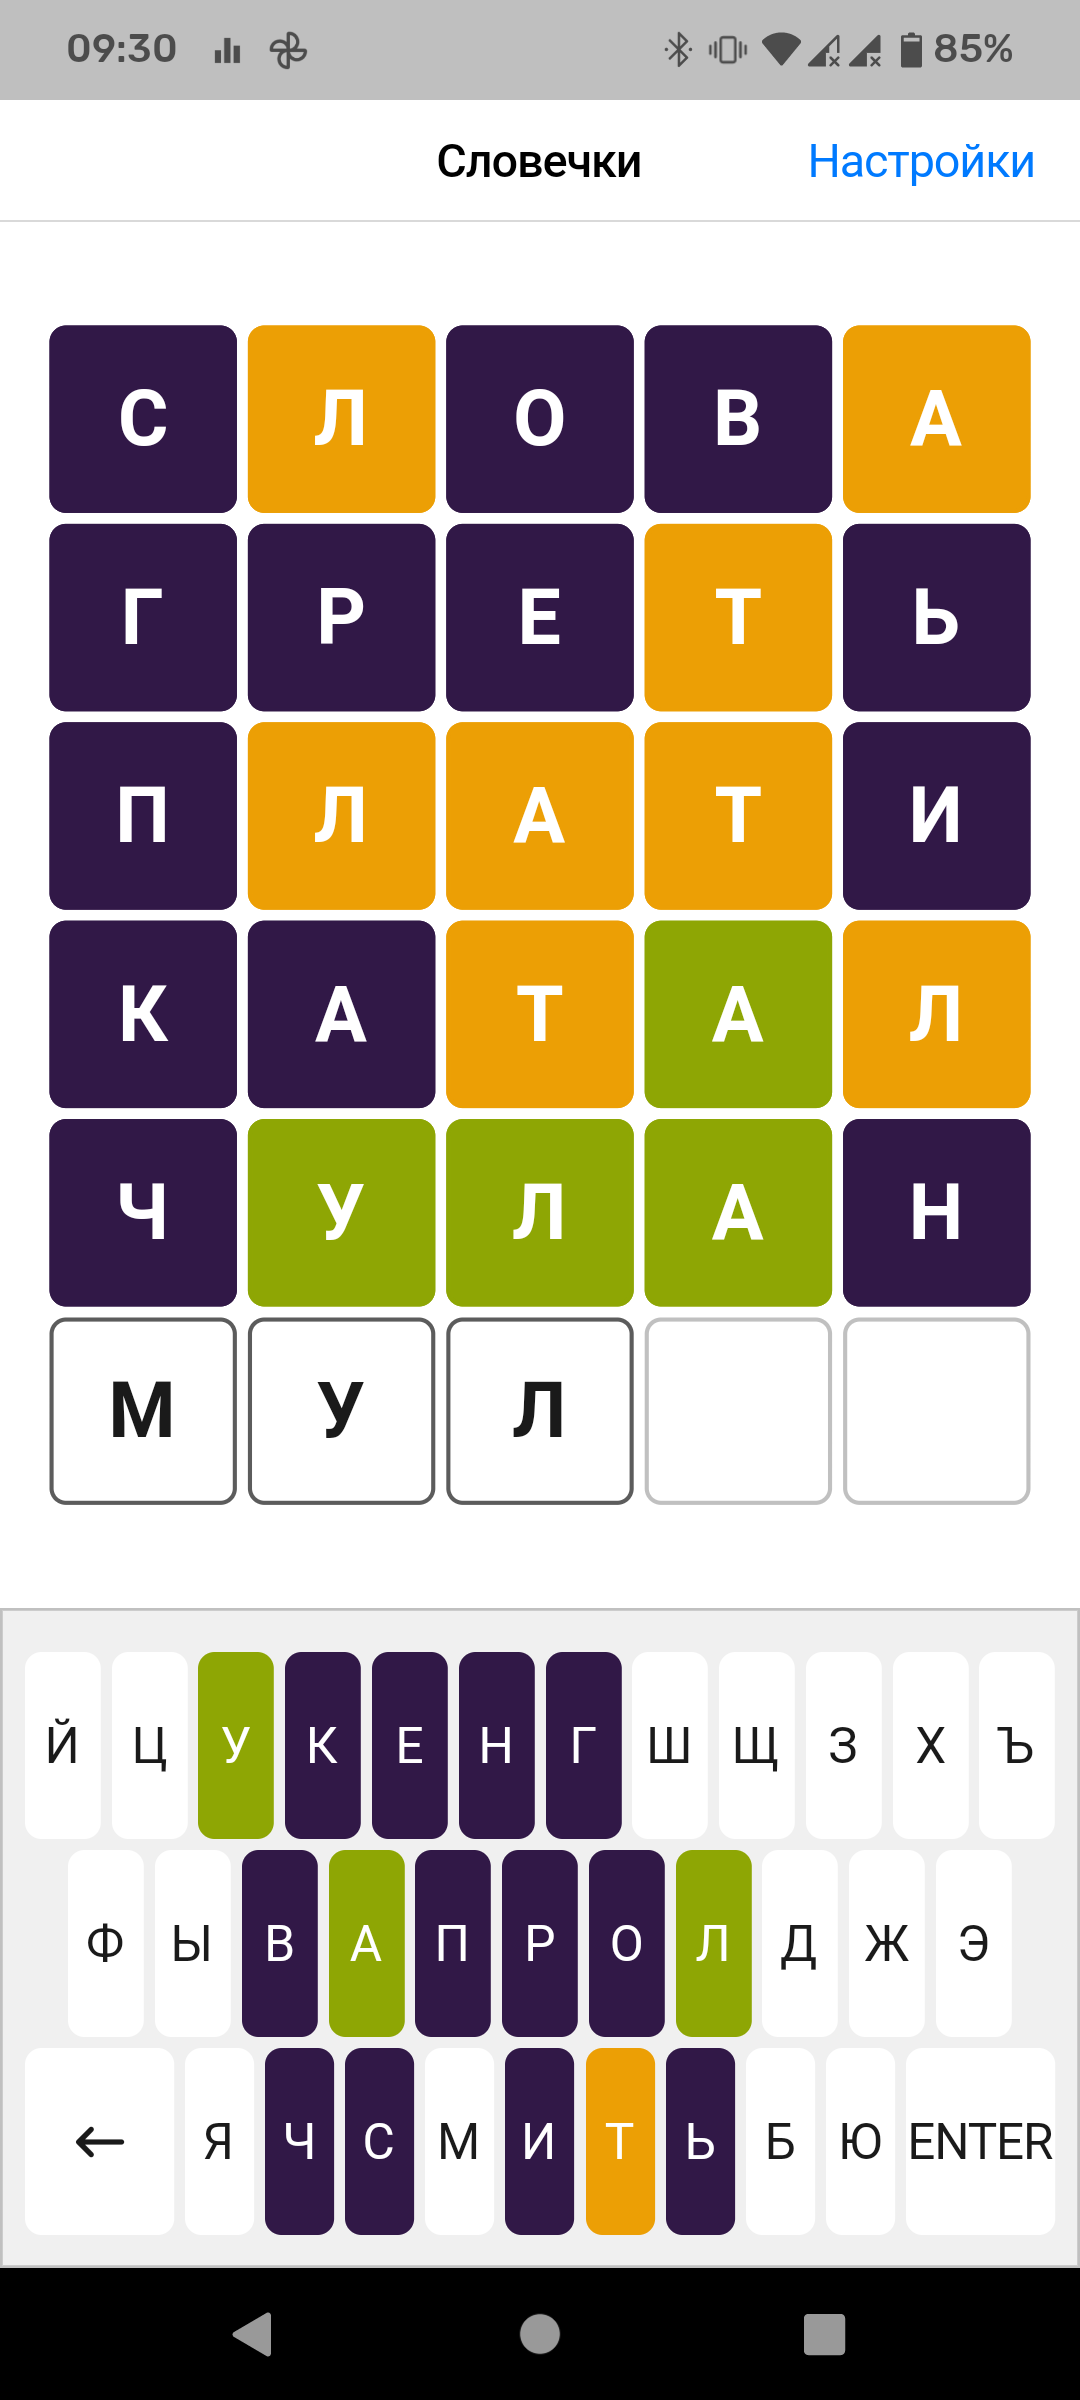 09:30 85%
Словечки Настройки
С Л О В А
Г Р Е Т Ь
П Л А Т И
К А Т А Л
Ч У Л А Н
М У Л
Й Ц У К Е Н Г Ш Щ З Х Ъ
Ф Ы В А П Р О Л Д Ж Э
Я Ч С М И Т Ь Б Ю ENTER